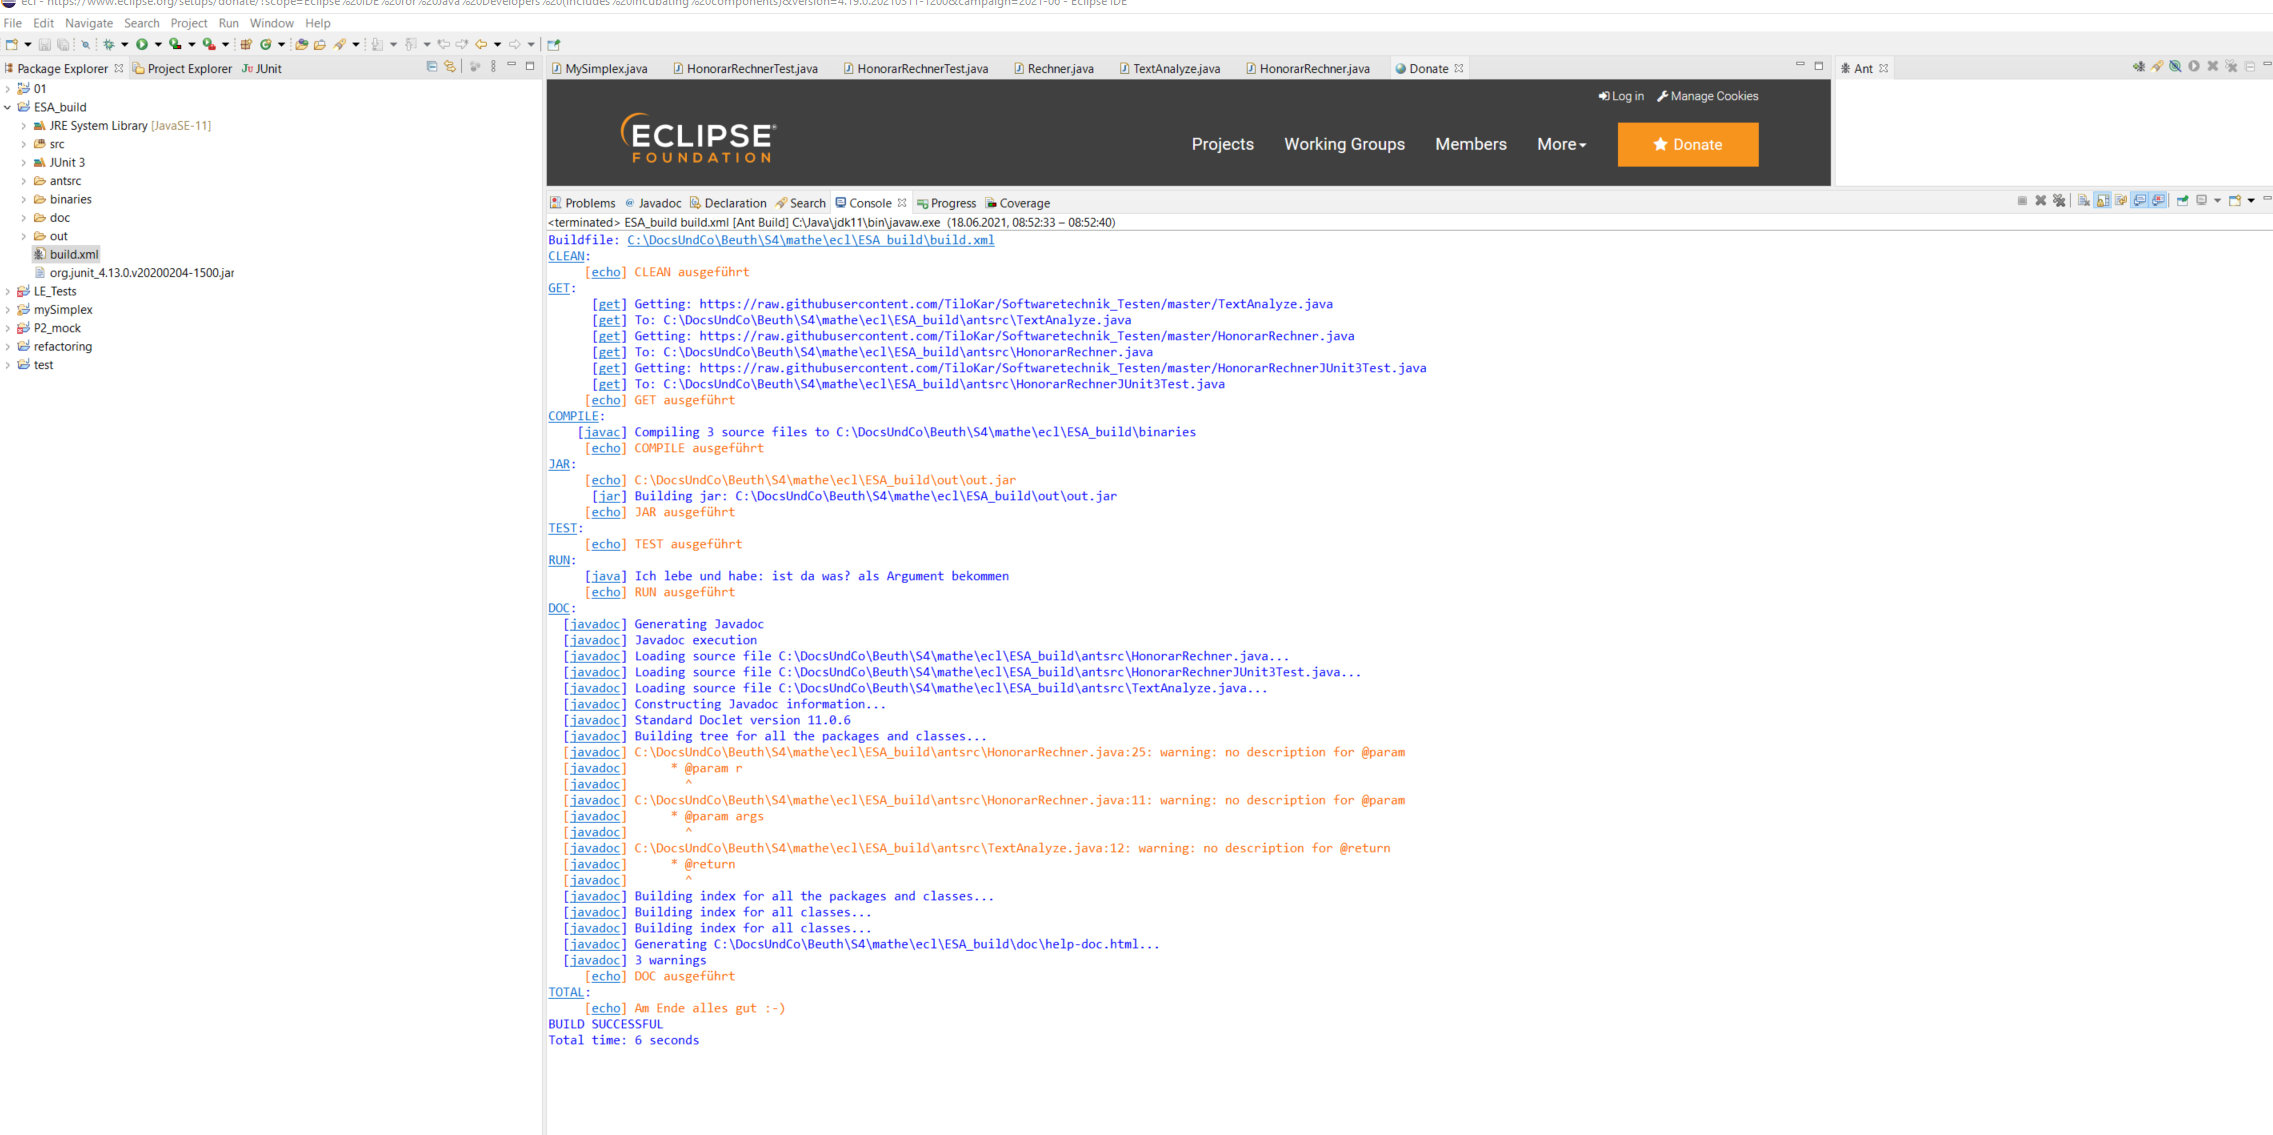 ecl - https://www.eclipse.org/setups/donate/?scope=Eclipse%20IDE%20for%20Java%20Developers%20(includes%20Incubating%20components)&version=4.19.0.20210311-1200&campaign=2021-06 - Eclipse IDE
File Edit Navigate Search Project Run Window Help
Package Explorer Project Explorer JUnit
MySimplex.java HonorarRechnerTest.java HonorarRechnerTest.java Rechner.java TextAnalyze.java HonorarRechner.java Donate
Ant
01
ESA_build
JRE System Library [JavaSE-11]
src
JUnit 3
antsrc
binaries
doc
out
build.xml
org.junit_4.13.0.v20200204-1500.jar
LE_Tests
mySimplex
P2_mock
refactoring
test
Log in Manage Cookies
ECLIPSE
FOUNDATION
Projects Working Groups Members More Donate
Problems Javadoc Declaration Search Console Progress Coverage
<terminated> ESA_build build.xml [Ant Build] C:\Java\jdk11\bin\javaw.exe (18.06.2021, 08:52:33 – 08:52:40)
Buildfile: C:\DocsUndCo\Beuth\S4\mathe\ecl\ESA_build\build.xml
CLEAN:
[echo] CLEAN ausgeführt
GET:
[get] Getting: https://raw.githubusercontent.com/TiloKar/Softwaretechnik_Testen/master/TextAnalyze.java
[get] To: C:\DocsUndCo\Beuth\S4\mathe\ecl\ESA_build\antsrc\TextAnalyze.java
[get] Getting: https://raw.githubusercontent.com/TiloKar/Softwaretechnik_Testen/master/HonorarRechner.java
[get] To: C:\DocsUndCo\Beuth\S4\mathe\ecl\ESA_build\antsrc\HonorarRechner.java
[get] Getting: https://raw.githubusercontent.com/TiloKar/Softwaretechnik_Testen/master/HonorarRechnerJUnit3Test.java
[get] To: C:\DocsUndCo\Beuth\S4\mathe\ecl\ESA_build\antsrc\HonorarRechnerJUnit3Test.java
[echo] GET ausgeführt
COMPILE:
[javac] Compiling 3 source files to C:\DocsUndCo\Beuth\S4\mathe\ecl\ESA_build\binaries
[echo] COMPILE ausgeführt
JAR:
[echo] C:\DocsUndCo\Beuth\S4\mathe\ecl\ESA_build\out\out.jar
[jar] Building jar: C:\DocsUndCo\Beuth\S4\mathe\ecl\ESA_build\out\out.jar
[echo] JAR ausgeführt
TEST:
[echo] TEST ausgeführt
RUN:
[java] Ich lebe und habe: ist da was? als Argument bekommen
[echo] RUN ausgeführt
DOC:
[javadoc] Generating Javadoc
[javadoc] Javadoc execution
[javadoc] Loading source file C:\DocsUndCo\Beuth\S4\mathe\ecl\ESA_build\antsrc\HonorarRechner.java...
[javadoc] Loading source file C:\DocsUndCo\Beuth\S4\mathe\ecl\ESA_build\antsrc\HonorarRechnerJUnit3Test.java...
[javadoc] Loading source file C:\DocsUndCo\Beuth\S4\mathe\ecl\ESA_build\antsrc\TextAnalyze.java...
[javadoc] Constructing Javadoc information...
[javadoc] Standard Doclet version 11.0.6
[javadoc] Building tree for all the packages and classes...
[javadoc] C:\DocsUndCo\Beuth\S4\mathe\ecl\ESA_build\antsrc\HonorarRechner.java:25: warning: no description for @param
[javadoc] * @param r
[javadoc] ^
[javadoc] C:\DocsUndCo\Beuth\S4\mathe\ecl\ESA_build\antsrc\HonorarRechner.java:11: warning: no description for @param
[javadoc] * @param args
[javadoc] ^
[javadoc] C:\DocsUndCo\Beuth\S4\mathe\ecl\ESA_build\antsrc\TextAnalyze.java:12: warning: no description for @return
[javadoc] * @return
[javadoc] ^
[javadoc] Building index for all the packages and classes...
[javadoc] Building index for all classes...
[javadoc] Building index for all classes...
[javadoc] Generating C:\DocsUndCo\Beuth\S4\mathe\ecl\ESA_build\doc\help-doc.html...
[javadoc] 3 warnings
[echo] DOC ausgeführt
TOTAL:
[echo] Am Ende alles gut :-)
BUILD SUCCESSFUL
Total time: 6 seconds